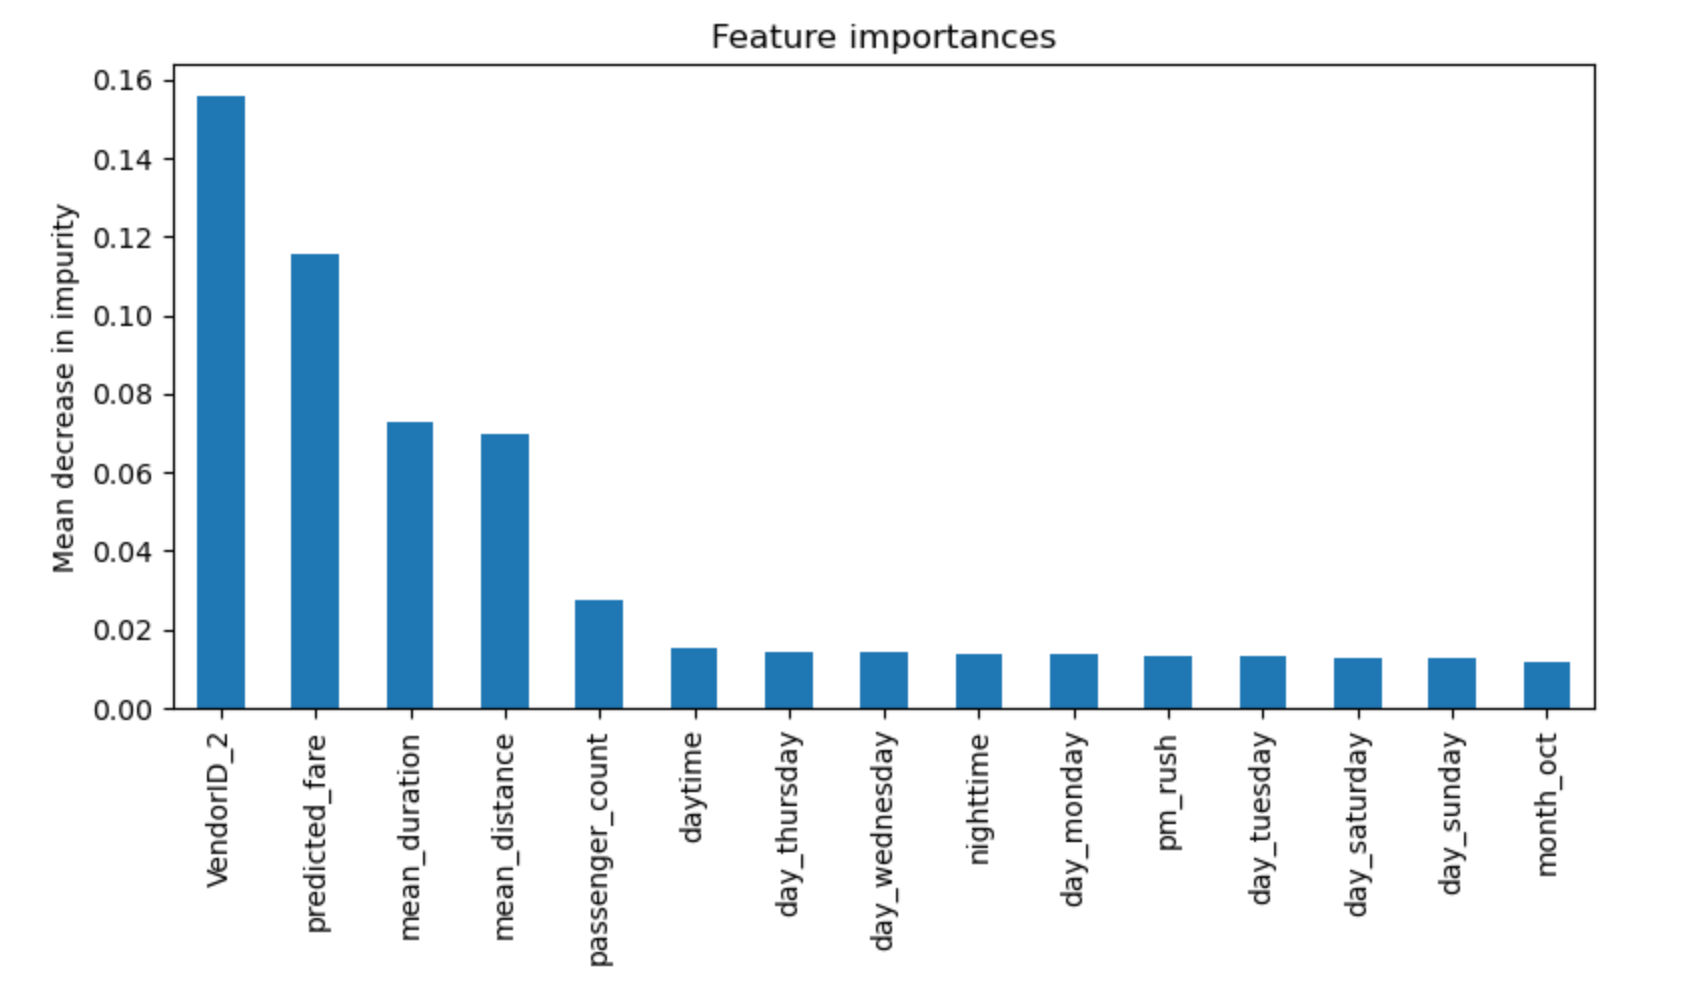 Feature importances
Mean decrease in impurity
0.16
0.14
0.12
0.10
0.08
0.06
0.04
0.02
0.00
VendorID_2
predicted_fare
mean_duration
mean_distance
passenger_count
daytime
day_thursday
day_wednesday
nighttime
day_monday
pm_rush
day_tuesday
day_saturday
day_sunday
month_oct